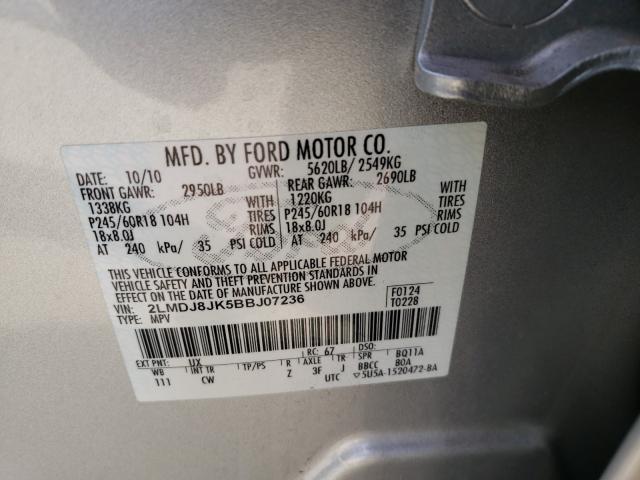 MFD. BY FORD MOTOR CO.
DATE: 10/10 GVWR: 5620LB/ 2549KG
FRONT GAWR: 2950LB REAR GAWR: 2690LB
1338KG WITH 1220KG WITH
P245/60R18 104H TIRES P245/60R18 104H TIRES
18x8.0J RIMS 18x8.0J RIMS
AT 240 kPa/ 35 PSI COLD AT 240 kPa/ 35 PSI COLD
THIS VEHICLE CONFORMS TO ALL APPLICABLE FEDERAL MOTOR
VEHICLE SAFETY AND THEFT PREVENTION STANDARDS IN
EFFECT ON THE DATE OF MANUFACTURE SHOWN ABOVE.
VIN: 2LMDJ8JK5BBJ07236 F0124
TYPE: MPV T0228
EXT PNT: UX RC: 67 DSO:
WB INT TR TP/PS R AXLE TR SPR BQ11A
111 CW Z 3F J BBCC 80A
UTC ▽5U5A-1520472-BA